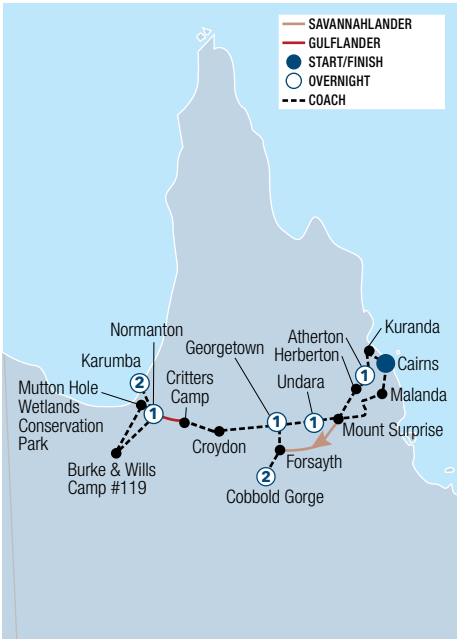 SAVANNAHLANDER
GULFLANDER
START/FINISH
1 OVERNIGHT
COACH
Kuranda
Normanton
Atherton
Georgetown
Herberton
Cairns
Karumba
1
2
Critters
Camp
Undara
Malanda
Mutton Hole
Wetlands
Conservation
Park
1
1
1
Mount Surprise
Croydon
Burke & Wills
Camp #119
Forsayth
2
Cobbold Gorge